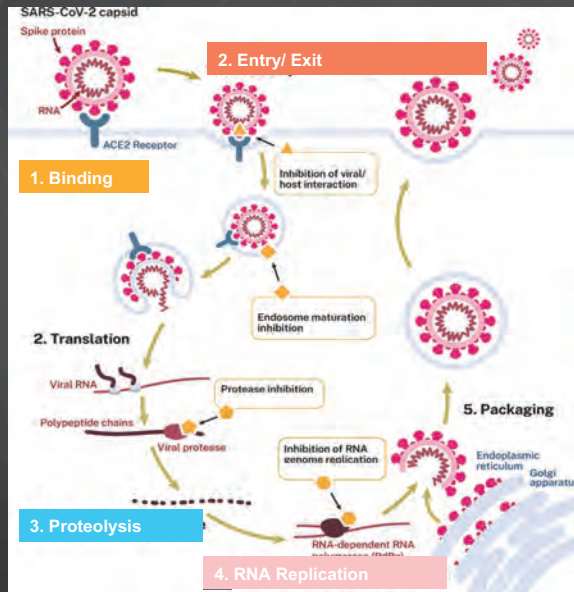 SARS-CoV-2 capsid
Spike protein
RNA
ACE2 Receptor
2. Entry/ Exit
1. Binding
Inhibition of viral/
host interaction
Endosome maturation
inhibition
2. Translation
Viral RNA
Protease inhibition
Polypeptide chains
Viral protease
5. Packaging
Inhibition of RNA
genome replication
Endoplasmic
reticulum
Golgi
apparatu
3. Proteolysis
RNA-dependent RNA
4. RNA Replication